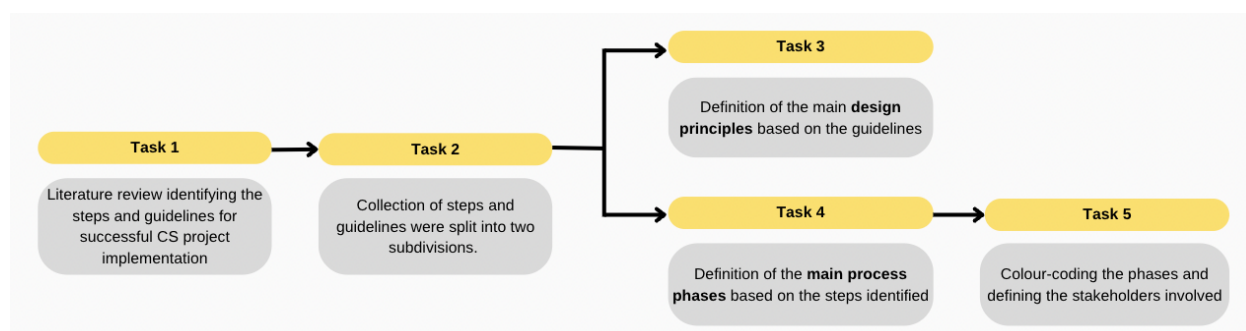 Task 1
Literature review identifying the
steps and guidelines for
successful CS project
implementation
Task 2
Collection of steps and
guidelines were split into two
subdivisions.
Task 3
Definition of the main design
principles based on the guidelines
Task 4
Definition of the main process
phases based on the steps identified
Task 5
Colour-coding the phases and
defining the stakeholders involved